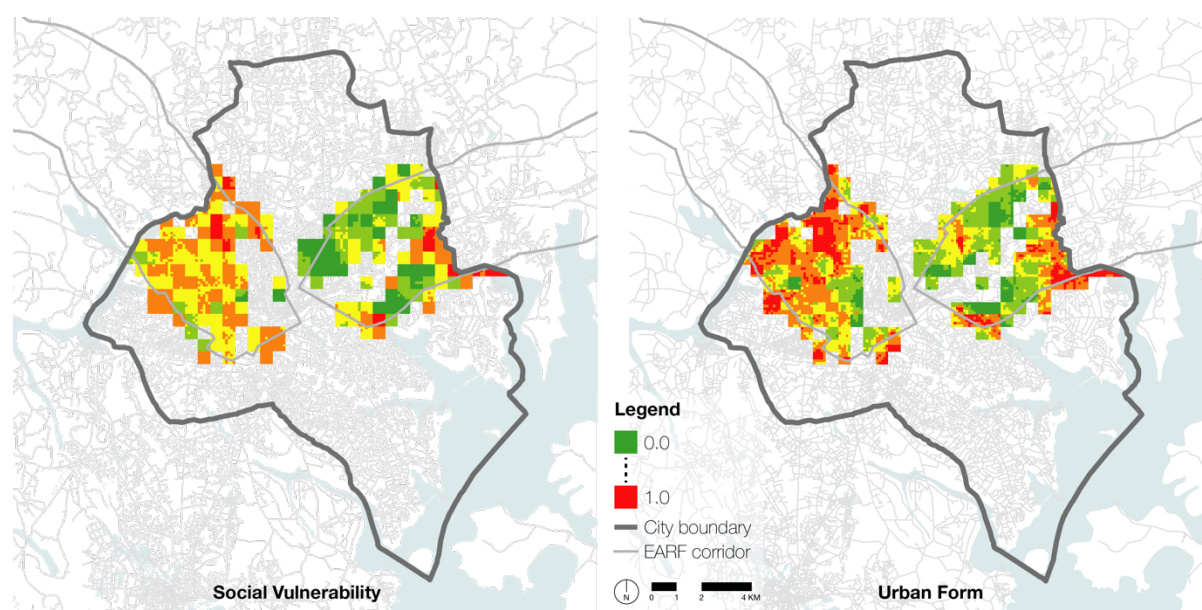 Legend
0.0
1.0
City boundary
EARF corridor
N
0 1 2 4 KM
Social Vulnerability
Urban Form